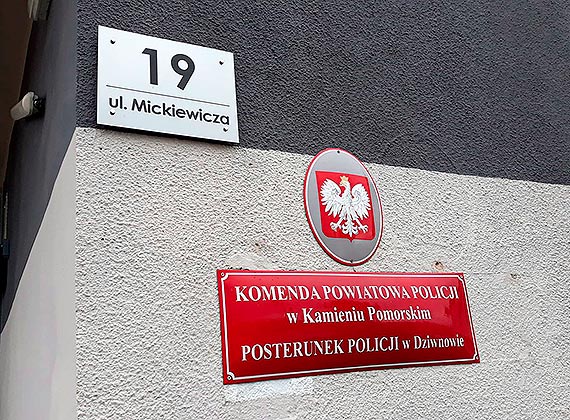 19
ul. Mickiewicza
KOMENDA POWIATOWA POLICJI
w Kamieniu Pomorskim
POSTERUNEK POLICJI w Dziwnowie